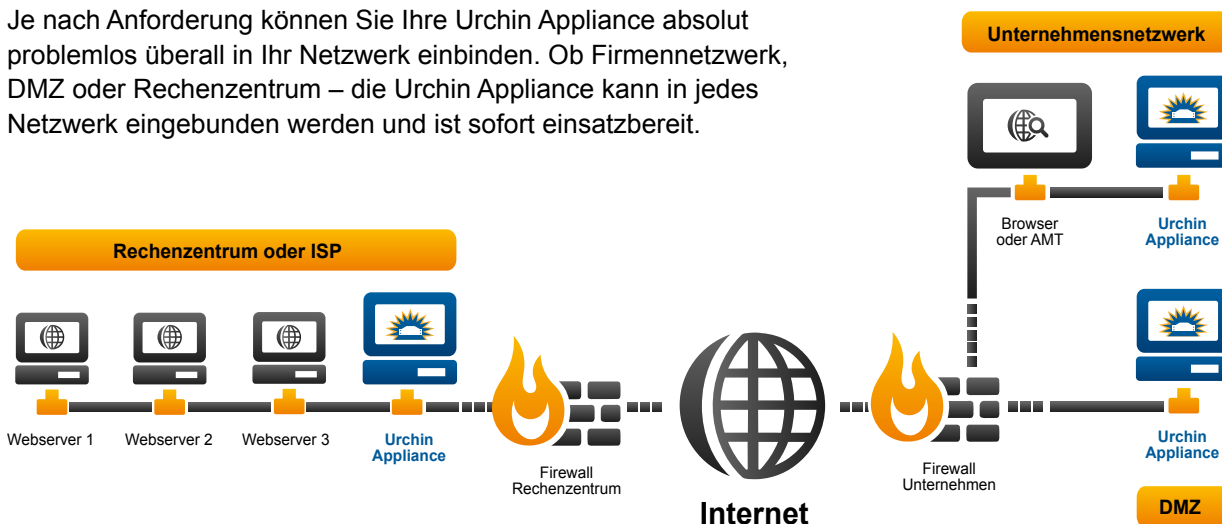 Je nach Anforderung können Sie Ihre Urchin Appliance absolut
problemlos überall in Ihr Netzwerk einbinden. Ob Firmennetzwerk,
DMZ oder Rechenzentrum – die Urchin Appliance kann in jedes
Netzwerk eingebunden werden und ist sofort einsatzbereit.
Unternehmensnetzwerk
Browser
oder AMT
Urchin
Appliance
Rechenzentrum oder ISP
Webserver 1
Webserver 2
Webserver 3
Urchin
Appliance
Firewall
Rechenzentrum
Internet
Firewall
Unternehmen
Urchin
Appliance
DMZ